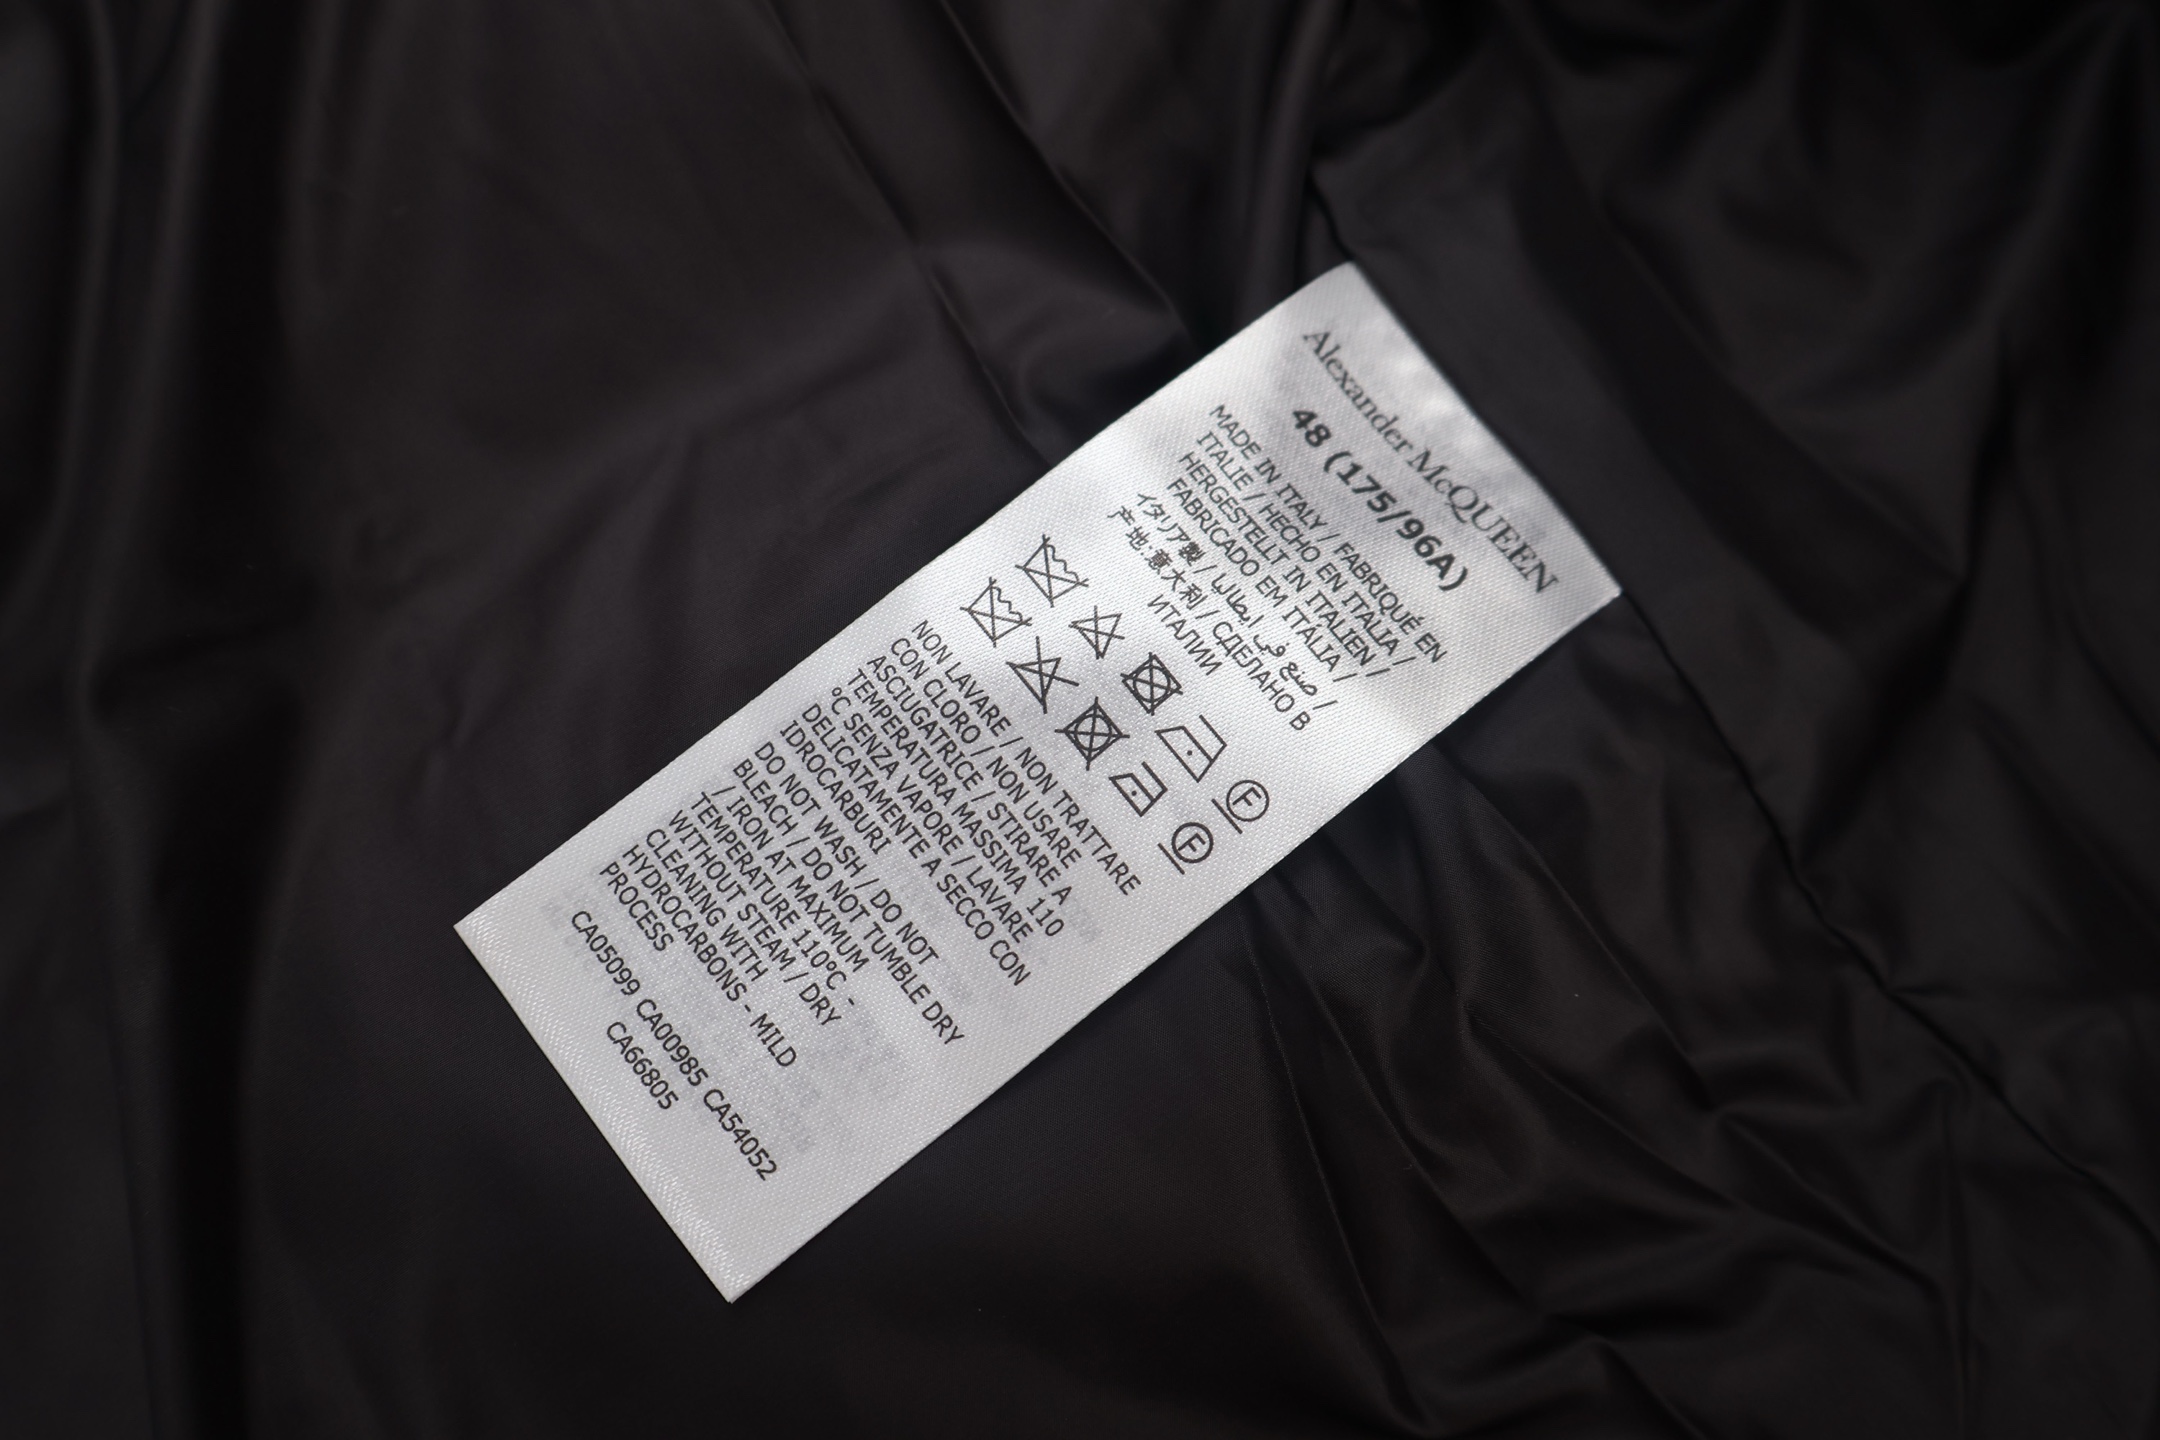 Alexander McQUEEN
48 (175/96A)
MADE IN ITALY / FABRIQUÉ EN
ITALIE / HECHO EN ITALIA /
HERGESTELLT IN ITALIEN /
FABRICADO EM ITÁLIA /
イタリア製 / صنع في ايطاليا /
产地:意大利 / СДЕЛАНО В
ИТАЛИИ
F
F
NON LAVARE / NON TRATTARE
CON CLORO / NON USARE
ASCIUGATRICE / STIRARE A
TEMPERATURA MASSIMA 110
°C SENZA VAPORE / LAVARE
DELICATAMENTE A SECCO CON
IDROCARBURI
DO NOT WASH / DO NOT
BLEACH / DO NOT TUMBLE DRY
/ IRON AT MAXIMUM
TEMPERATURE 110°C -
WITHOUT STEAM / DRY
CLEANING WITH
HYDROCARBONS - MILD
PROCESS
CA05099 CA00985 CA54052
CA66805